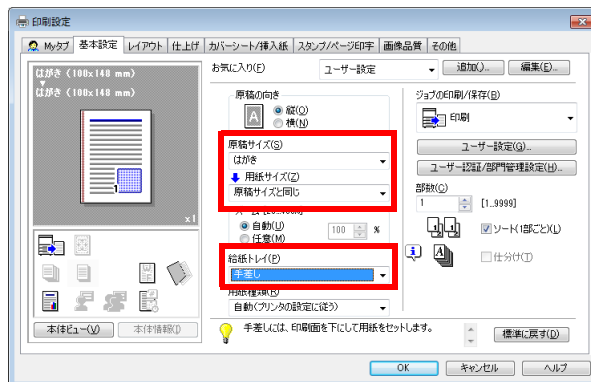 印刷設定
Myタブ 基本設定 レイアウト 仕上げ カバーシート/挿入紙 スタンプ/ページ印字 画像品質 その他
はがき (100x148 mm)
はがき (100x148 mm)
1
x1
本体ビュー(V) 本体情報(I)
お気に入り(F) ユーザー設定 追加(J)... 編集(E)...
原稿の向き
A
縦(O)
横(N)
原稿サイズ(S)
はがき
用紙サイズ(Z)
原稿サイズと同じ
自動(U)
任意(M)
100 %
給紙トレイ(P)
手差し
用紙種類(R)
自動(プリンタの設定に従う)
ジョブの印刷/保存(B)
印刷
ユーザー設定(G)...
ユーザー認証/部門管理設定(H)...
部数(C)
1 [1..9999]
ソート(1部ごと)(L)
仕分け(T)
手差しには、印刷面を下にして用紙をセットします。
標準に戻す(D)
OK キャンセル ヘルプ